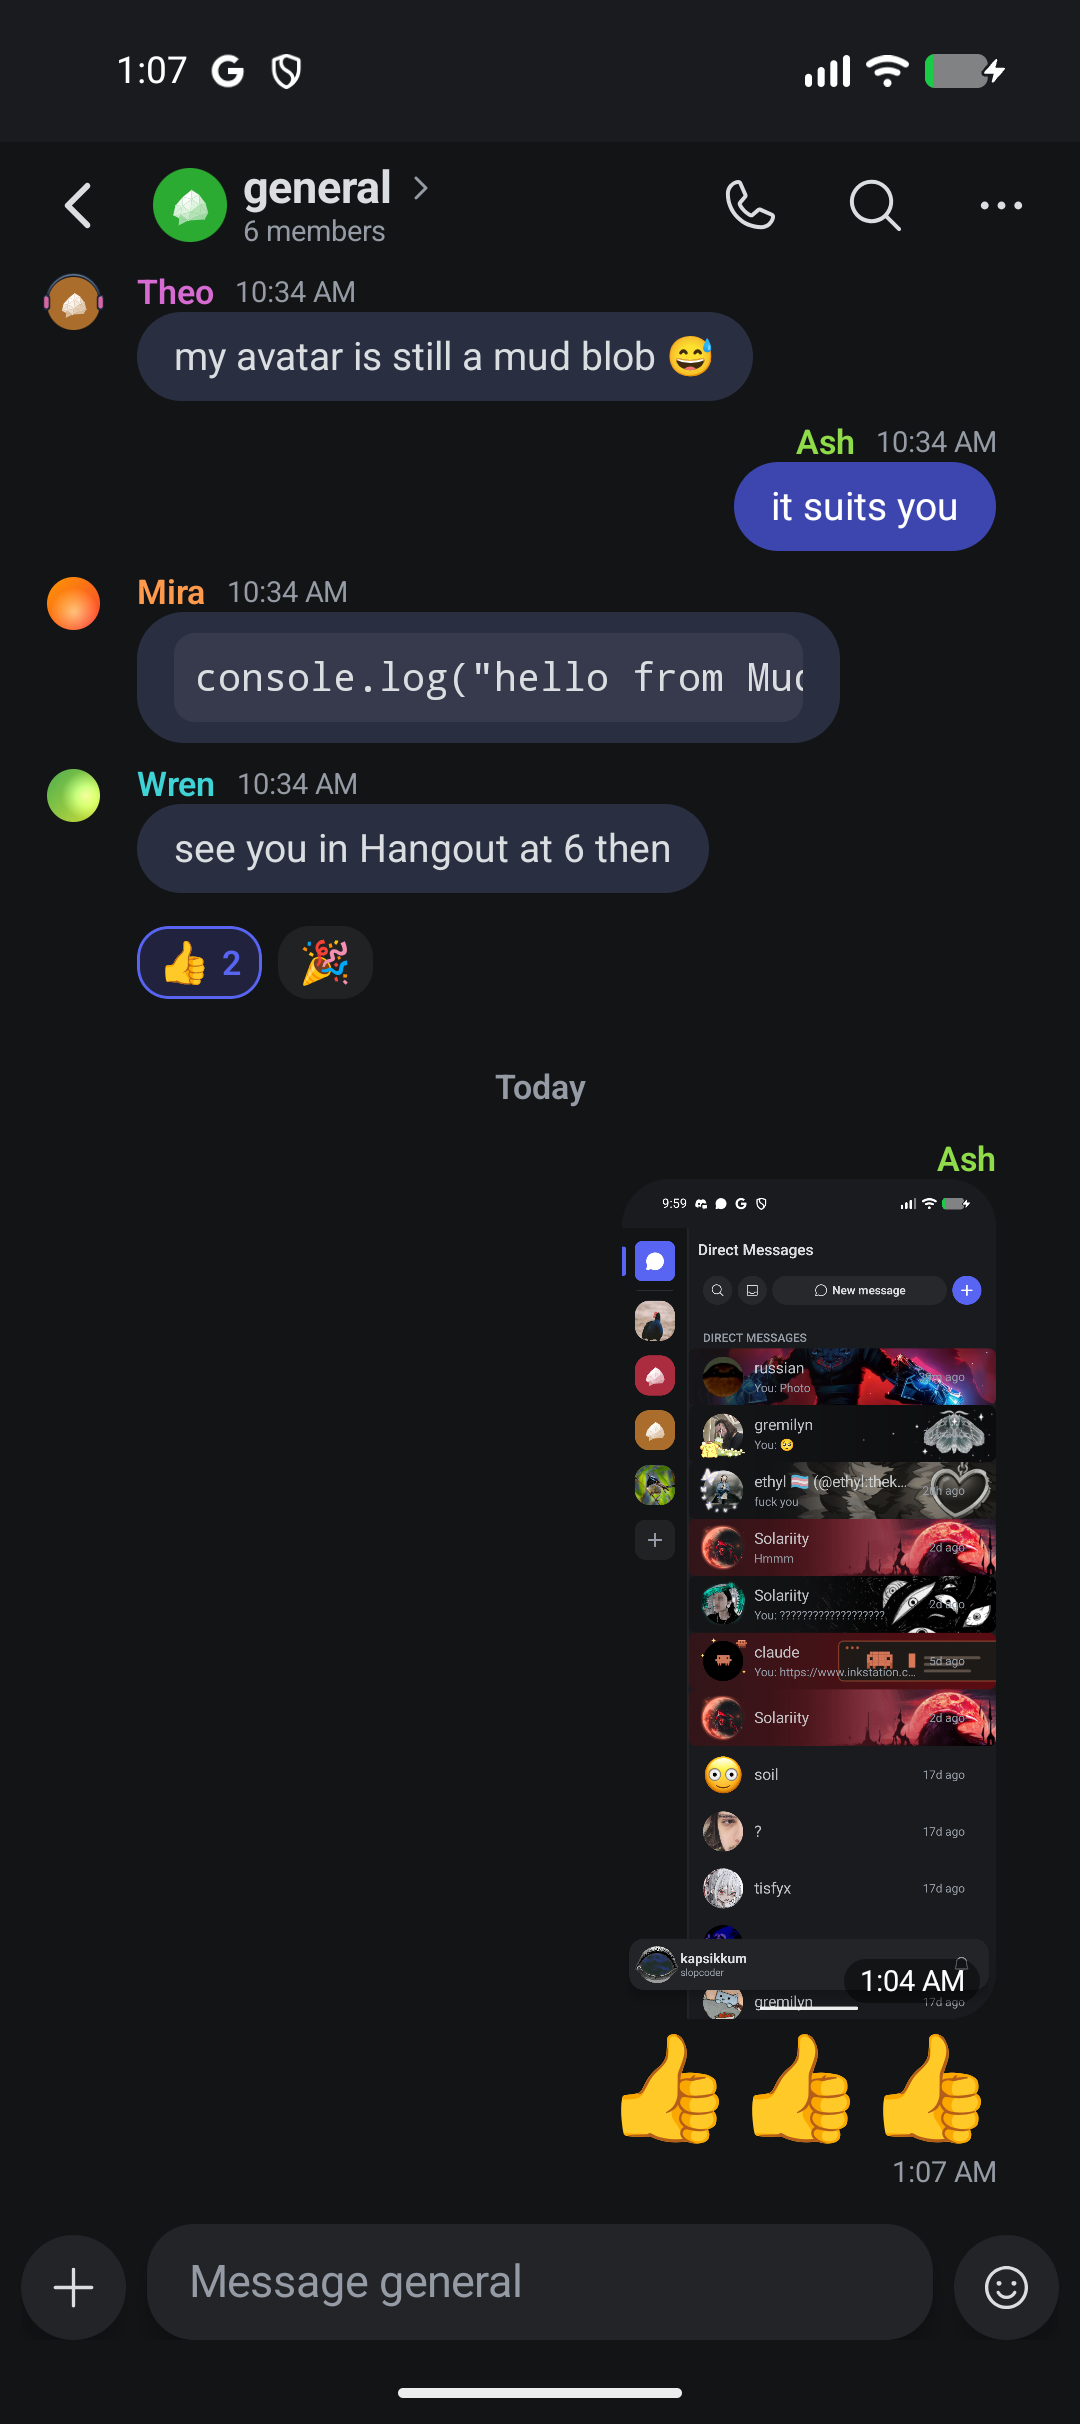 1:07
general
6 members
Theo 10:34 AM
my avatar is still a mud blob 😅
Ash 10:34 AM
it suits you
Mira 10:34 AM
console.log("hello from Muc
Wren 10:34 AM
see you in Hangout at 6 then
👍 2 🎉
Today
Ash
9:59
Direct Messages
New message
DIRECT MESSAGES
russian
You: Photo
ago
gremilyn
You: 🥺
ethyl 🏳️‍⚧️ (@ethyl:thek...
fuck you
Solariity
Hmmm
2d ago
Solariity
You: ???????????????????
2d ago
claude
You: https://www.inkstation.c...
5d ago
Solariity
2d ago
soil
17d ago
?
17d ago
tisfyx
17d ago
kapsikkum
slopcoder
1:04 AM
gremilyn
17d ago
👍👍👍
1:07 AM
Message general